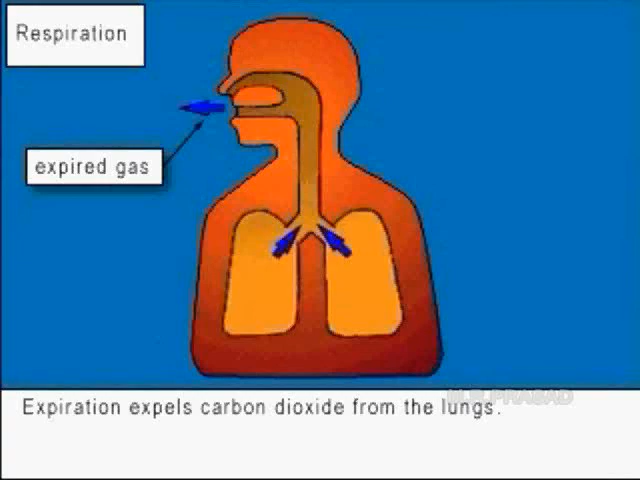 Respiration
expired gas
Expiration expels carbon dioxide from the lungs.